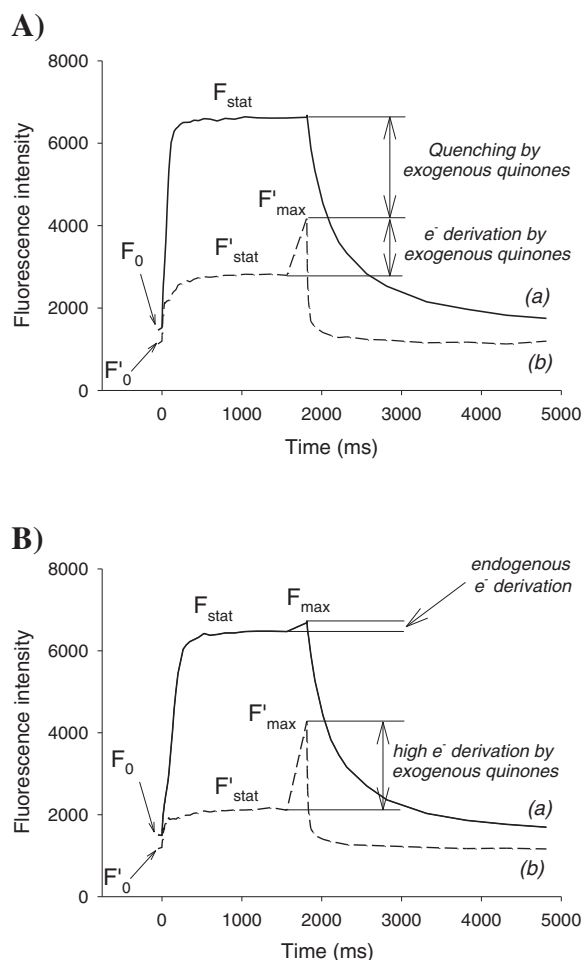 A)
8000
F_stat
6000
Quenching by
exogenous quinones
F'_max
4000
e⁻ derivation by
exogenous quinones
F_0
F'_stat
2000
(a)
F'_0
(b)
0
0 1000 2000 3000 4000 5000
Time (ms)
Fluorescence intensity
B)
8000
endogenous
e⁻ derivation
F_stat
F_max
6000
F'_max
4000
high e⁻ derivation by
exogenous quinones
F_0
F'_stat
2000
(a)
F'_0
(b)
0
0 1000 2000 3000 4000 5000
Time (ms)
Fluorescence intensity